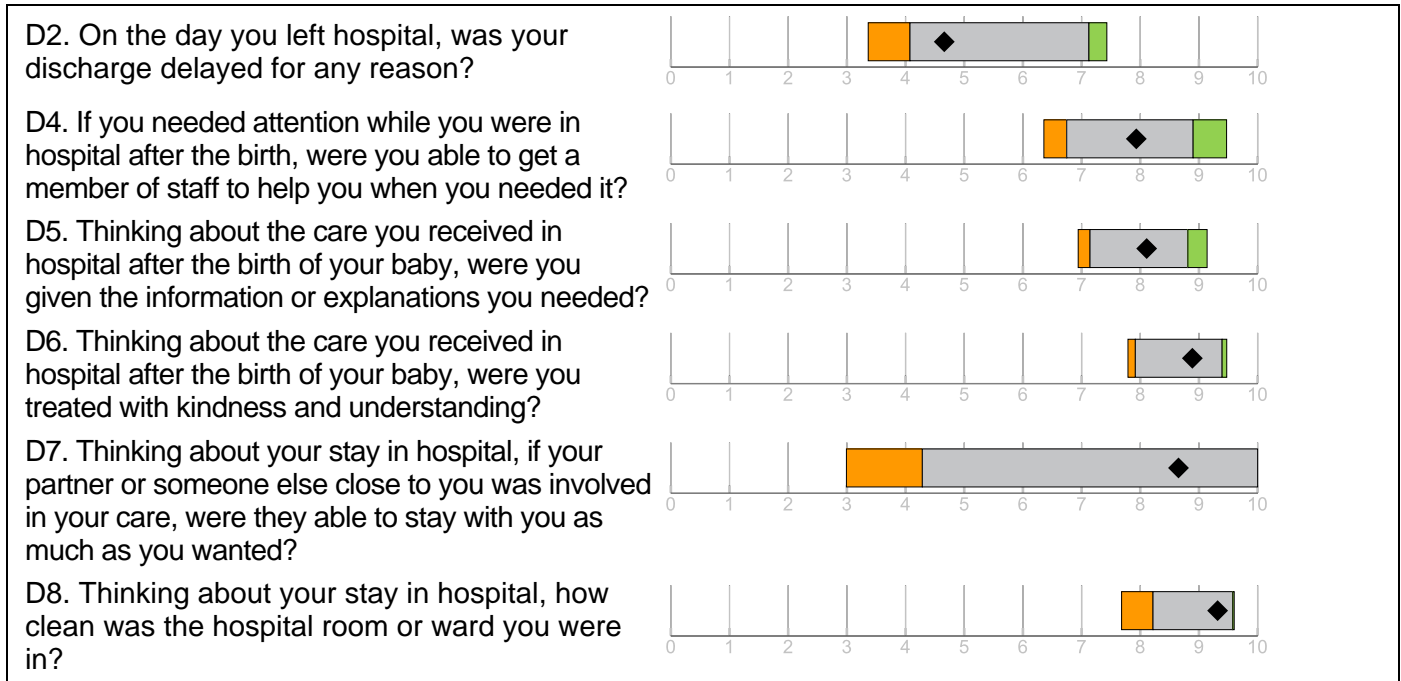 D2. On the day you left hospital, was your
discharge delayed for any reason?
0 1 2 3 4 5 6 7 8 9 10
D4. If you needed attention while you were in
hospital after the birth, were you able to get a
member of staff to help you when you needed it?
0 1 2 3 4 5 6 7 8 9 10
D5. Thinking about the care you received in
hospital after the birth of your baby, were you
given the information or explanations you needed?
0 1 2 3 4 5 6 7 8 9 10
D6. Thinking about the care you received in
hospital after the birth of your baby, were you
treated with kindness and understanding?
0 1 2 3 4 5 6 7 8 9 10
D7. Thinking about your stay in hospital, if your
partner or someone else close to you was involved
in your care, were they able to stay with you as
much as you wanted?
0 1 2 3 4 5 6 7 8 9 10
D8. Thinking about your stay in hospital, how
clean was the hospital room or ward you were
in?
0 1 2 3 4 5 6 7 8 9 10